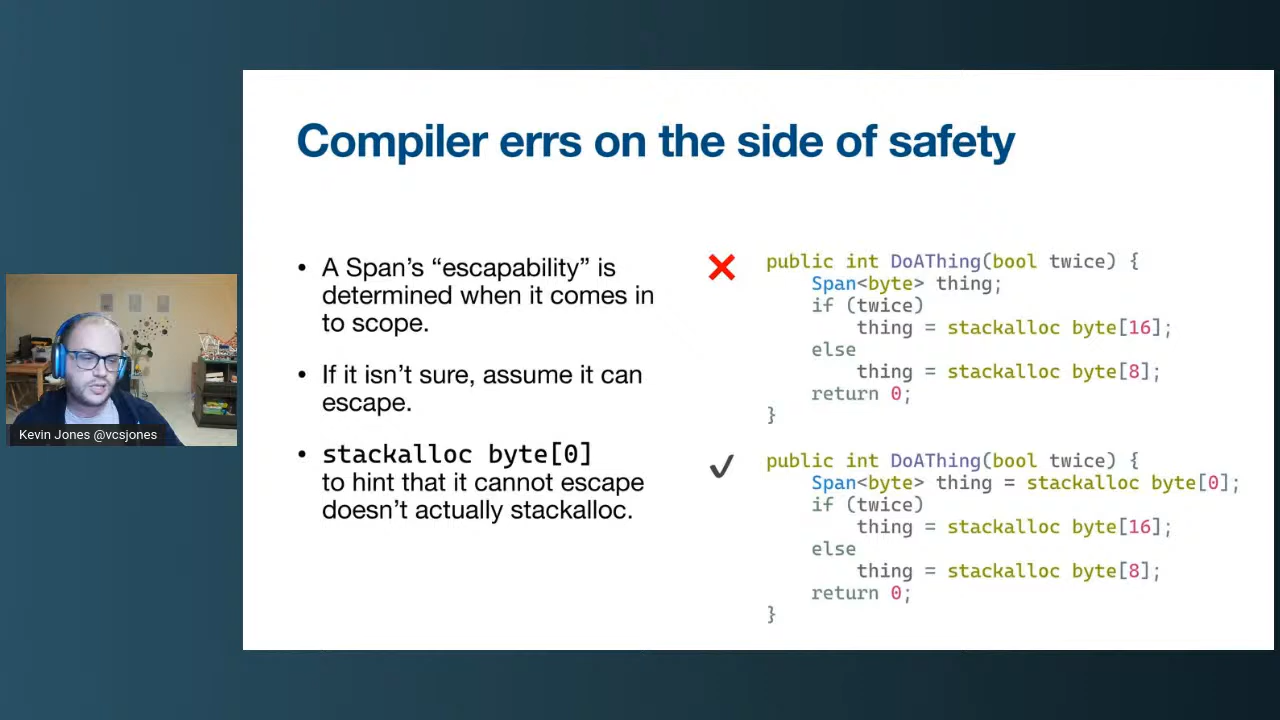 Compiler errs on the side of safety
• A Span’s “escapability” is
determined when it comes in
to scope.
• If it isn’t sure, assume it can
escape.
• stackalloc byte[0]
to hint that it cannot escape
doesn’t actually stackalloc.
public int DoAThing(bool twice) {
Span<byte> thing;
if (twice)
thing = stackalloc byte[16];
else
thing = stackalloc byte[8];
return 0;
}
public int DoAThing(bool twice) {
Span<byte> thing = stackalloc byte[0];
if (twice)
thing = stackalloc byte[16];
else
thing = stackalloc byte[8];
return 0;
}
Kevin Jones @vcsjones